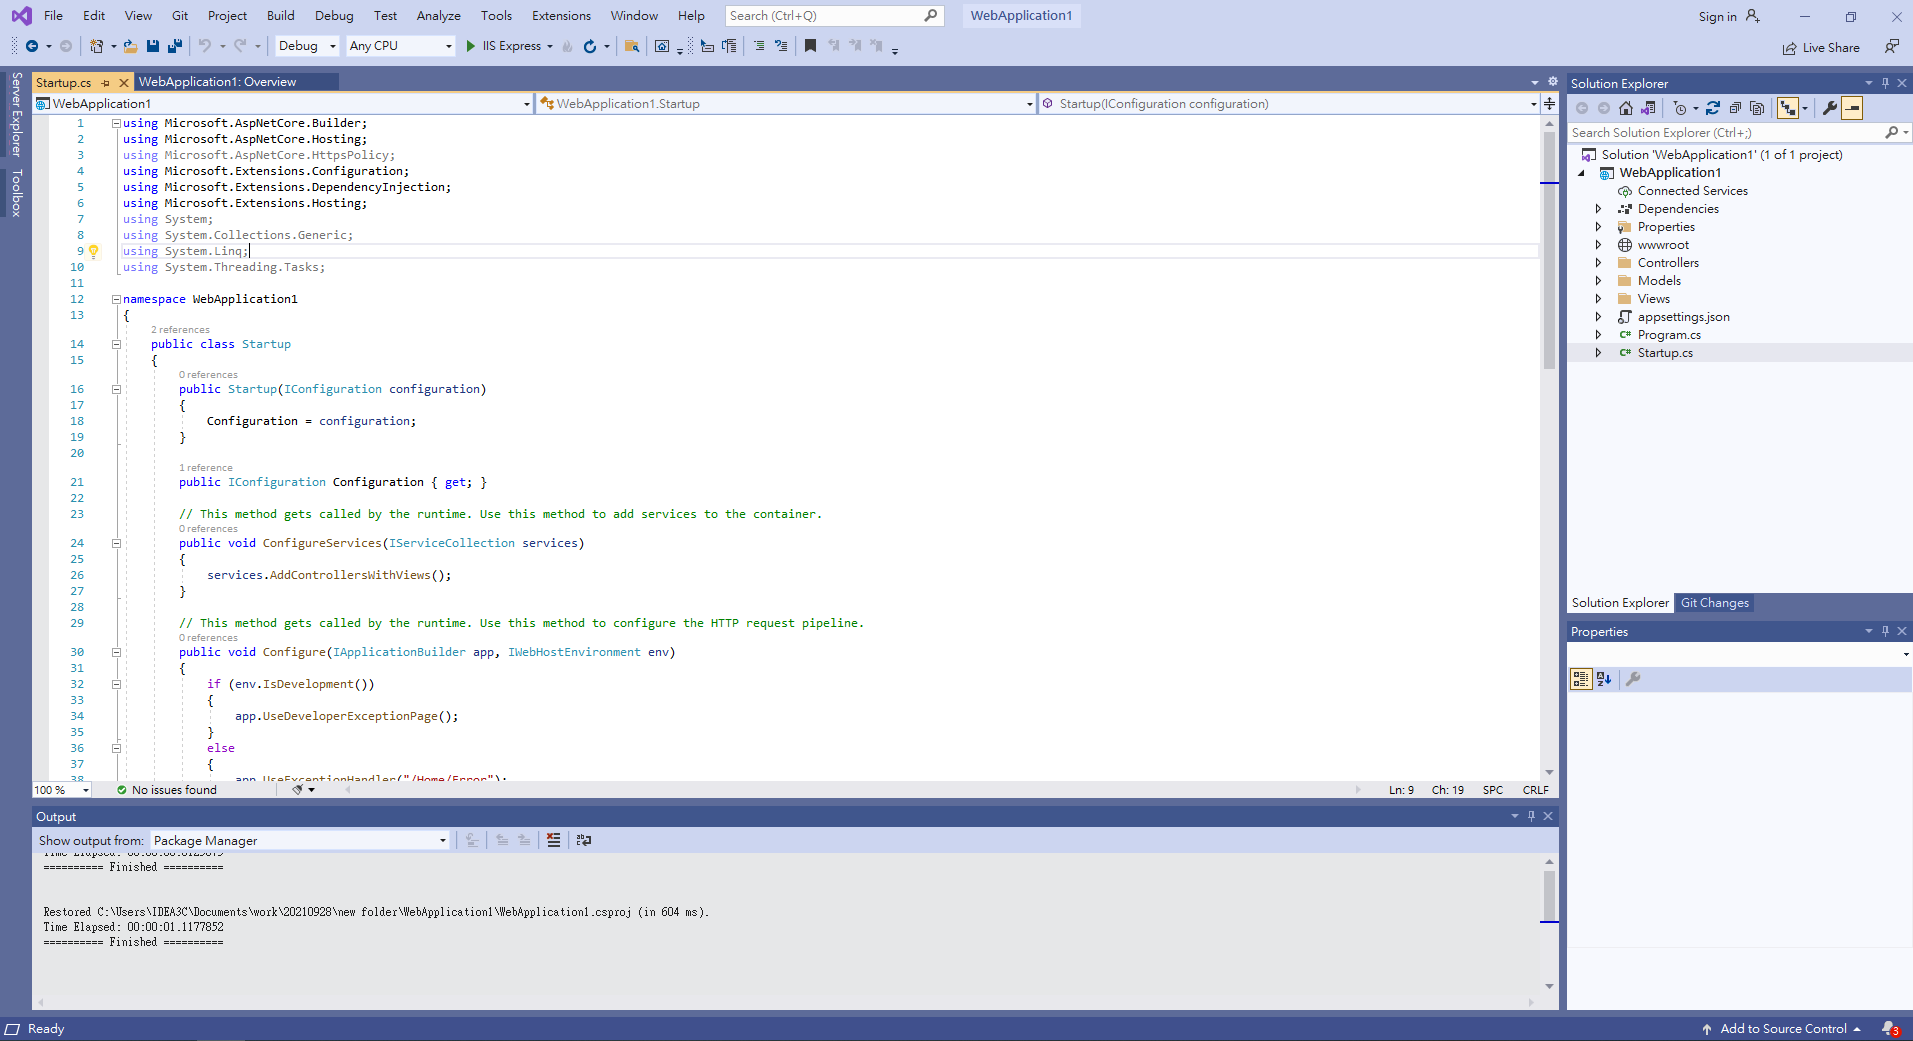 File Edit View Git Project Build Debug Test Analyze Tools Extensions Window Help Search (Ctrl+Q) WebApplication1 Sign in
Debug Any CPU IIS Express Live Share
Server Explorer
Toolbox
Startup.cs WebApplication1: Overview
WebApplication1 WebApplication1.Startup Startup(IConfiguration configuration)
1 using Microsoft.AspNetCore.Builder;
2 using Microsoft.AspNetCore.Hosting;
3 using Microsoft.AspNetCore.HttpsPolicy;
4 using Microsoft.Extensions.Configuration;
5 using Microsoft.Extensions.DependencyInjection;
6 using Microsoft.Extensions.Hosting;
7 using System;
8 using System.Collections.Generic;
9 using System.Linq;
10 using System.Threading.Tasks;
11
12 namespace WebApplication1
13 {
2 references
14 public class Startup
15 {
0 references
16 public Startup(IConfiguration configuration)
17 {
18 Configuration = configuration;
19 }
20
1 reference
21 public IConfiguration Configuration { get; }
22
23 // This method gets called by the runtime. Use this method to add services to the container.
0 references
24 public void ConfigureServices(IServiceCollection services)
25 {
26 services.AddControllersWithViews();
27 }
28
29 // This method gets called by the runtime. Use this method to configure the HTTP request pipeline.
0 references
30 public void Configure(IApplicationBuilder app, IWebHostEnvironment env)
31 {
32 if (env.IsDevelopment())
33 {
34 app.UseDeveloperExceptionPage();
35 }
36 else
37 {
38 app.UseExceptionHandler("/Home/Error");
100 % No issues found Ln: 9 Ch: 19 SPC CRLF
Output
Show output from: Package Manager
========== Finished ==========
Restored C:\Users\IDEA3C\Documents\work\20210928\new folder\WebApplication1\WebApplication1.csproj (in 604 ms).
Time Elapsed: 00:00:01.1177852
========== Finished ==========
Solution Explorer
Search Solution Explorer (Ctrl+;)
Solution 'WebApplication1' (1 of 1 project)
WebApplication1
Connected Services
Dependencies
Properties
wwwroot
Controllers
Models
Views
appsettings.json
C# Program.cs
C# Startup.cs
Solution Explorer Git Changes
Properties
Ready Add to Source Control 3